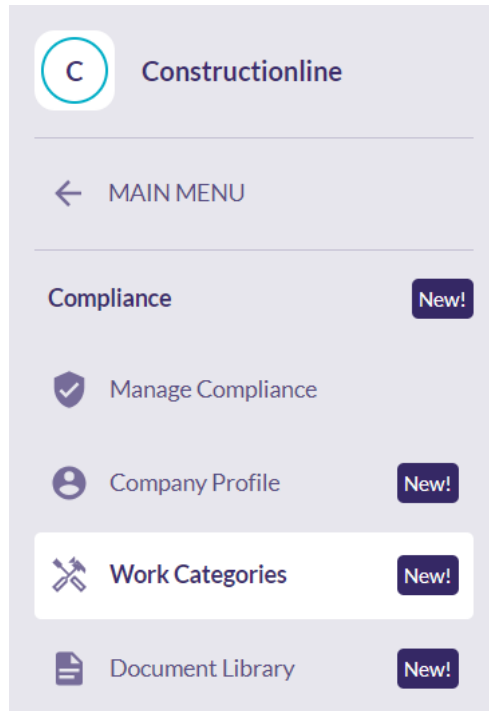 C Constructionline
MAIN MENU
Compliance New!
Manage Compliance
Company Profile New!
Work Categories New!
Document Library New!